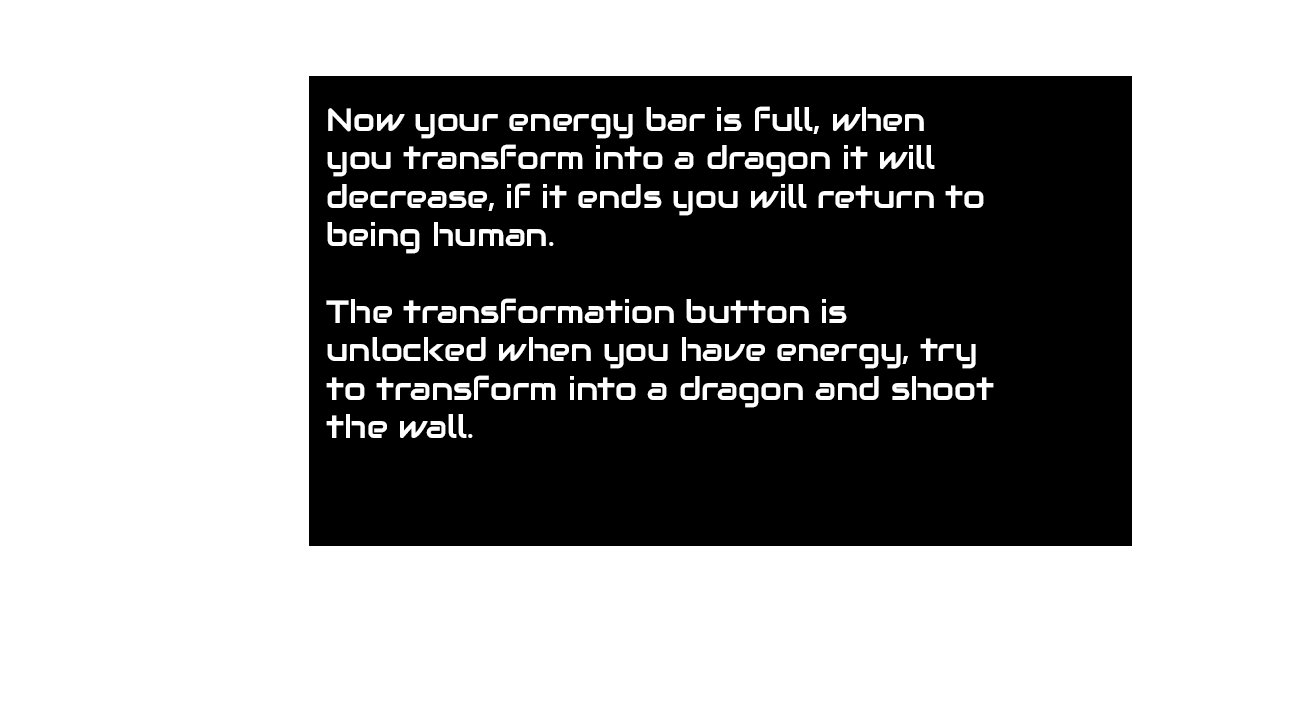 Now your energy bar is full, when
you transform into a dragon it will
decrease, if it ends you will return to
being human.
The transformation button is
unlocked when you have energy, try
to transform into a dragon and shoot
the wall.